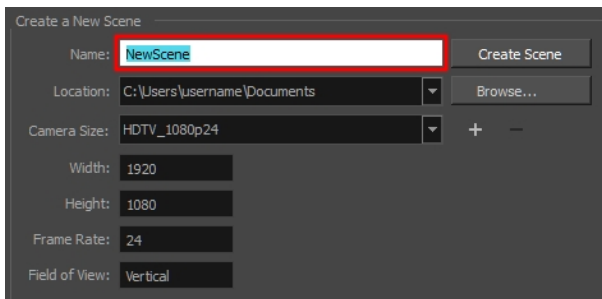 Create a New Scene
Name: NewScene Create Scene
Location: C:\Users\username\Documents Browse...
Camera Size: HDTV_1080p24 + −
Width: 1920
Height: 1080
Frame Rate: 24
Field of View: Vertical